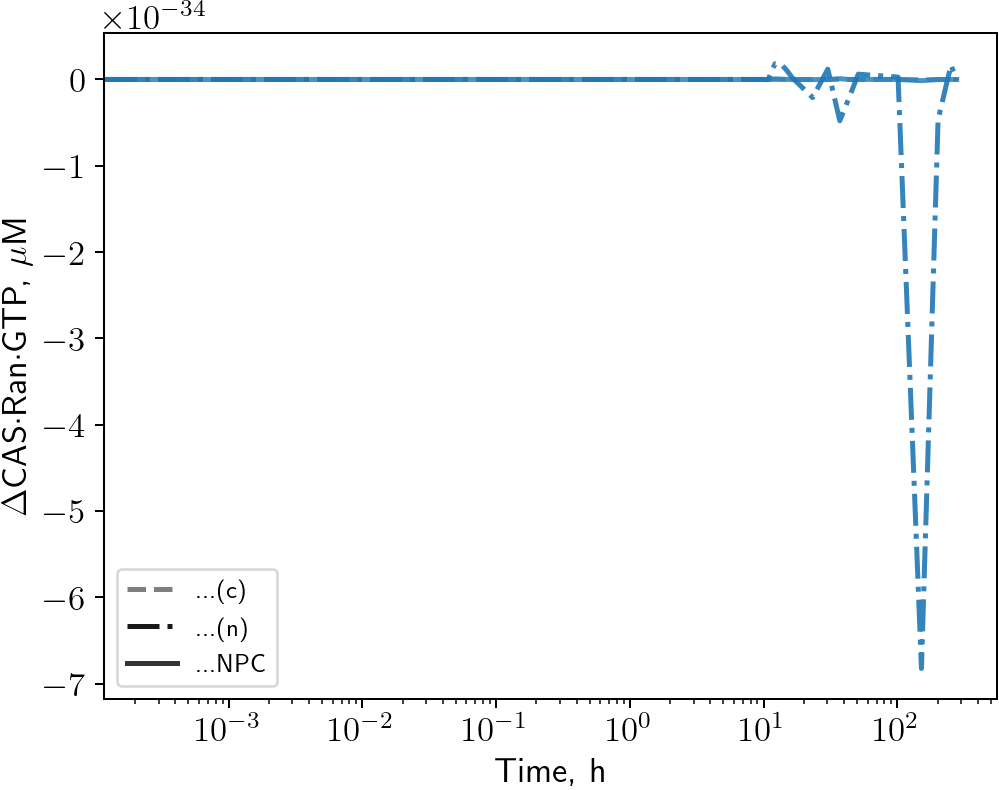 ×10⁻³⁴
0
−1
−2
−3
−4
−5
−6
−7
ΔCAS·Ran·GTP, μM
...(c)
...(n)
...NPC
10⁻³ 10⁻² 10⁻¹ 10⁰ 10¹ 10²
Time, h